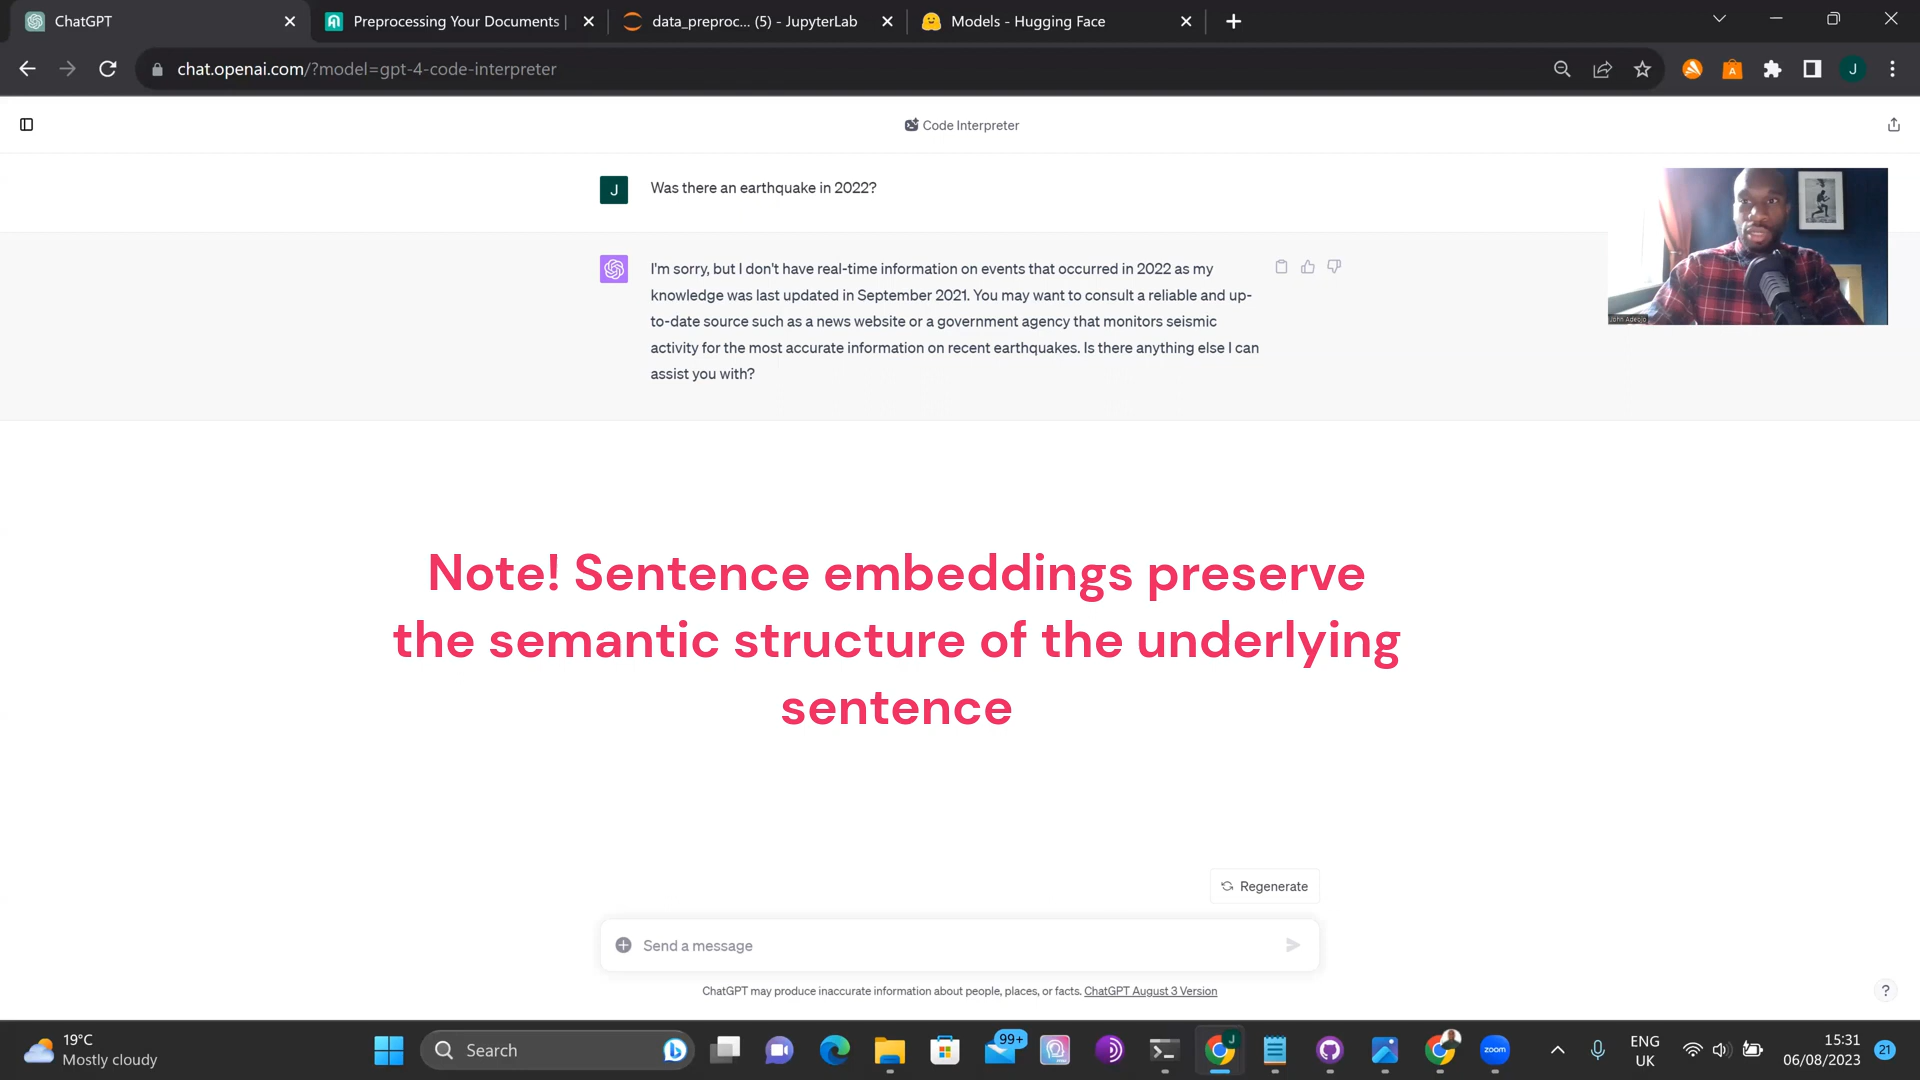 ChatGPT
Preprocessing Your Documents |
data_preproc... (5) - JupyterLab
Models - Hugging Face
chat.openai.com/?model=gpt-4-code-interpreter
J
Code Interpreter
J
Was there an earthquake in 2022?
I'm sorry, but I don't have real-time information on events that occurred in 2022 as my
knowledge was last updated in September 2021. You may want to consult a reliable and up-
to-date source such as a news website or a government agency that monitors seismic
activity for the most accurate information on recent earthquakes. Is there anything else I can
assist you with?
John Adeojo
Note! Sentence embeddings preserve
the semantic structure of the underlying
sentence
Regenerate
Send a message
ChatGPT may produce inaccurate information about people, places, or facts. ChatGPT August 3 Version
?
19°C
Mostly cloudy
Search
99+
J
zoom
ENG
UK
15:31
06/08/2023
21